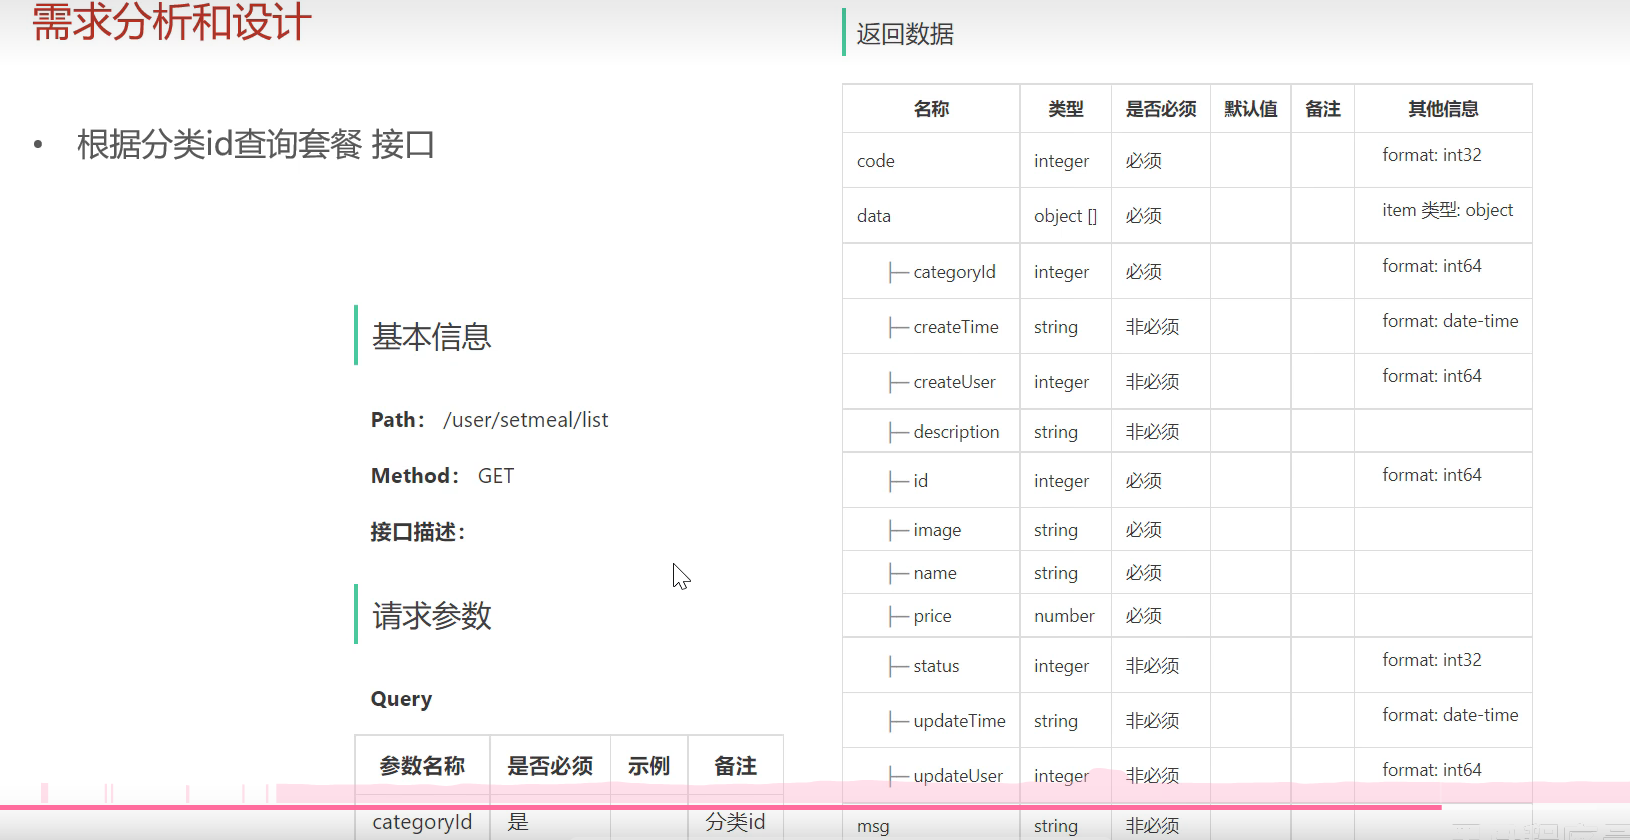 需求分析和设计
• 根据分类id查询套餐 接口
基本信息
Path： /user/setmeal/list
Method： GET
接口描述：
请求参数
Query
参数名称 是否必须 示例 备注
categoryId 是 分类id
返回数据
名称 类型 是否必须 默认值 备注 其他信息
code integer 必须 format: int32
data object [] 必须 item 类型: object
├─ categoryId integer 必须 format: int64
├─ createTime string 非必须 format: date-time
├─ createUser integer 非必须 format: int64
├─ description string 非必须
├─ id integer 必须 format: int64
├─ image string 必须
├─ name string 必须
├─ price number 必须
├─ status integer 非必须 format: int32
├─ updateTime string 非必须 format: date-time
├─ updateUser integer 非必须 format: int64
msg string 非必须